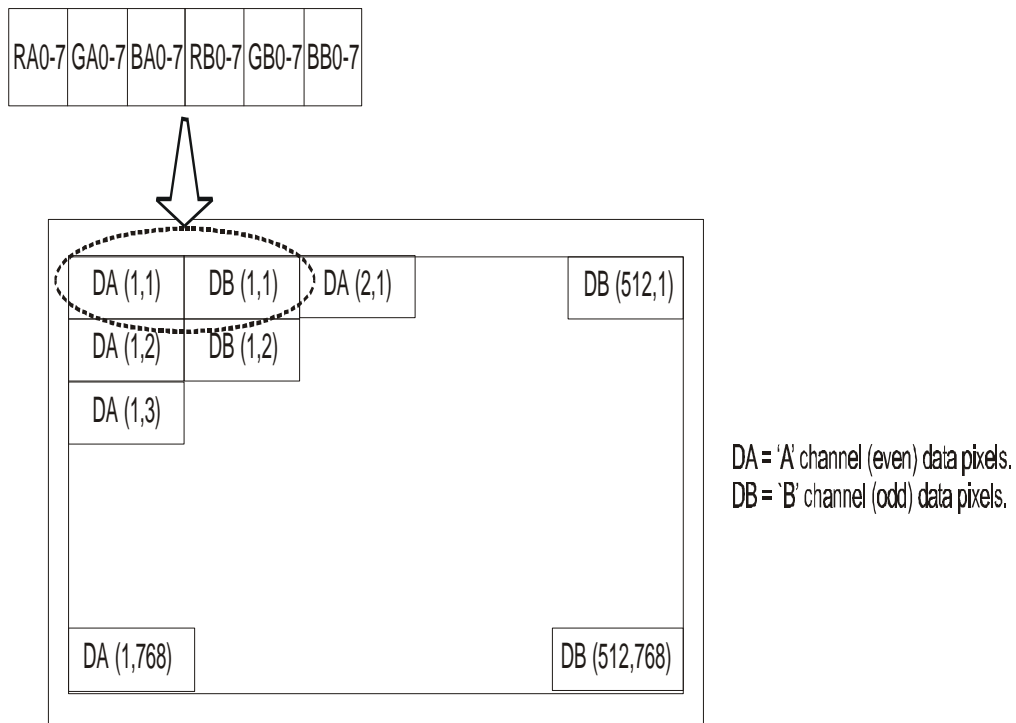 RA0-7 GA0-7 BA0-7 RB0-7 GB0-7 BB0-7
DA (1,1) DB (1,1) DA (2,1) DB (512,1)
DA (1,2) DB (1,2)
DA (1,3)
DA = ‘A’ channel (even) data pixels.
DB = `B’ channel (odd) data pixels.
DA (1,768) DB (512,768)